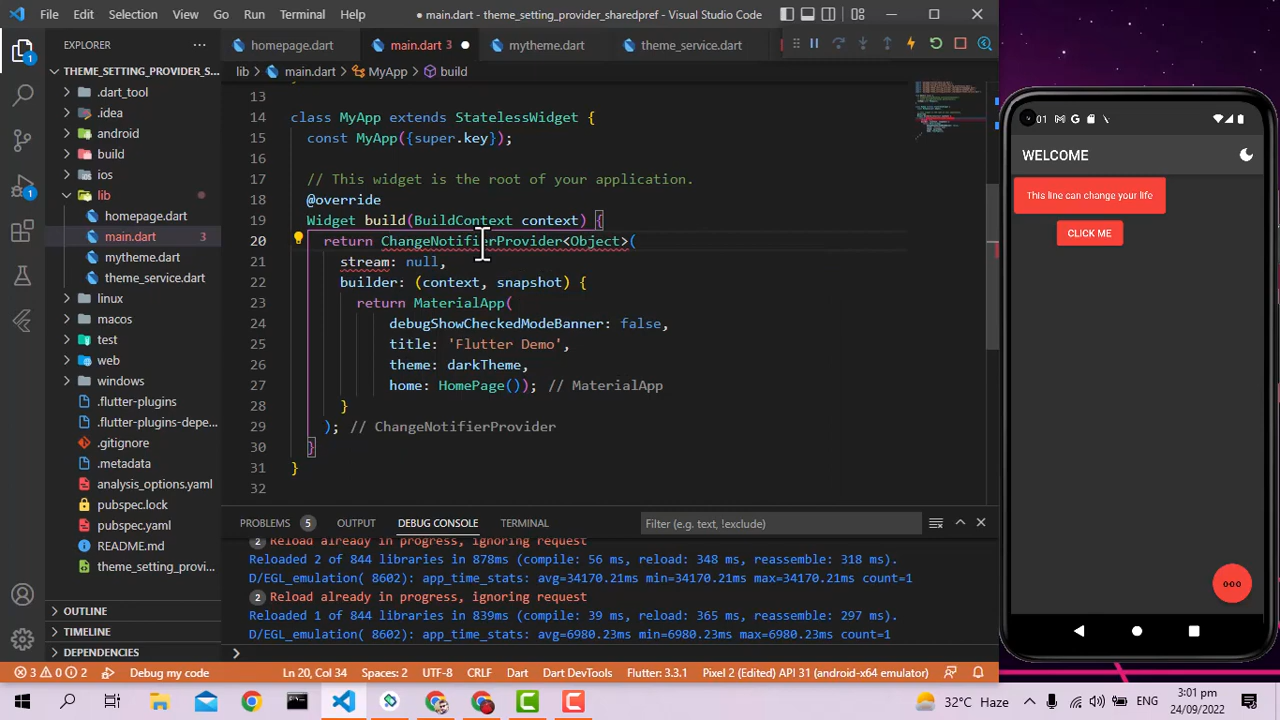 File Edit Selection View Go Run Terminal Help
● main.dart - theme_setting_provider_sharedpref - Visual Studio Code
EXPLORER
THEME_SETTING_PROVIDER_S...
.dart_tool
.idea
android
build
ios
lib
homepage.dart
main.dart 3
mytheme.dart
theme_service.dart
linux
macos
test
web
windows
.flutter-plugins
.flutter-plugins-depe...
.gitignore
.metadata
analysis_options.yaml
pubspec.lock
pubspec.yaml
README.md
theme_setting_provi...
OUTLINE
TIMELINE
DEPENDENCIES
homepage.dart main.dart 3 mytheme.dart theme_service.dart
lib > main.dart > MyApp > build
13
14 class MyApp extends StatelessWidget {
15 const MyApp({super.key});
16
17 // This widget is the root of your application.
18 @override
19 Widget build(BuildContext context) {
20 return ChangeNotifierProvider<Object>(
21 stream: null,
22 builder: (context, snapshot) {
23 return MaterialApp(
24 debugShowCheckedModeBanner: false,
25 title: 'Flutter Demo',
26 theme: darkTheme,
27 home: HomePage()); // MaterialApp
28 }
29 ); // ChangeNotifierProvider
30 }
31 }
32
PROBLEMS 5 OUTPUT DEBUG CONSOLE TERMINAL Filter (e.g. text, !exclude)
2 Reload already in progress, ignoring request
Reloaded 2 of 844 libraries in 878ms (compile: 56 ms, reload: 348 ms, reassemble: 318 ms).
D/EGL_emulation( 8602): app_time_stats: avg=34170.21ms min=34170.21ms max=34170.21ms count=1
2 Reload already in progress, ignoring request
Reloaded 1 of 844 libraries in 839ms (compile: 39 ms, reload: 365 ms, reassemble: 297 ms).
D/EGL_emulation( 8602): app_time_stats: avg=6980.23ms min=6980.23ms max=6980.23ms count=1
3 0 2 Debug my code Ln 20, Col 34 Spaces: 2 UTF-8 CRLF Dart Dart DevTools Flutter: 3.3.1 Pixel 2 (Edited) API 31 (android-x64 emulator)
WELCOME
This line can change your life
CLICK ME
32°C Haze ENG 3:01 pm
24/09/2022